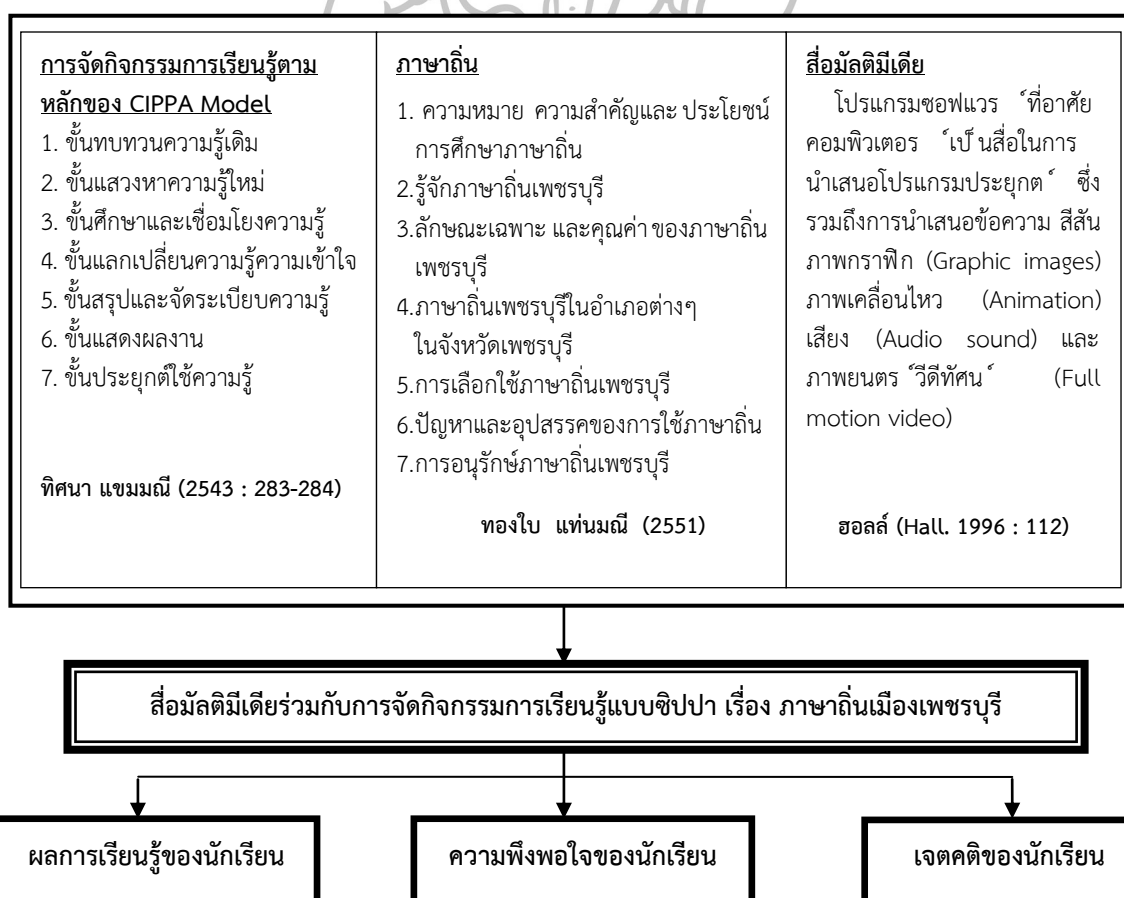 การจัดกิจกรรมการเรียนรู้ตาม
หลักของ CIPPA Model
1. ขั้นทบทวนความรู้เดิม
2. ขั้นแสวงหาความรู้ใหม่
3. ขั้นศึกษาและเชื่อมโยงความรู้
4. ขั้นแลกเปลี่ยนความรู้ความเข้าใจ
5. ขั้นสรุปและจัดระเบียบความรู้
6. ขั้นแสดงผลงาน
7. ขั้นประยุกต์ใช้ความรู้
ทิศนา แขมมณี (2543 : 283-284)
ภาษาถิ่น
1. ความหมาย ความสำคัญและ ประโยชน์
การศึกษาภาษาถิ่น
2.รู้จักภาษาถิ่นเพชรบุรี
3.ลักษณะเฉพาะ และคุณค่า ของภาษาถิ่น
เพชรบุรี
4.ภาษาถิ่นเพชรบุรีในอำเภอต่างๆ
ในจังหวัดเพชรบุรี
5.การเลือกใช้ภาษาถิ่นเพชรบุรี
6.ปัญหาและอุปสรรคของการใช้ภาษาถิ่น
7.การอนุรักษ์ภาษาถิ่นเพชรบุรี
ทองใบ แท่นมณี (2551)
สื่อมัลติมีเดีย
โปรแกรมซอฟแวร ์ที่อาศัย
คอมพิวเตอร ์เป็ นสื่อในการ
นำเสนอโปรแกรมประยุกต ์ ซึ่ง
รวมถึงการนำเสนอข้อความ สีสัน
ภาพกราฟิก (Graphic images)
ภาพเคลื่อนไหว (Animation)
เสียง (Audio sound) และ
ภาพยนตร ์วีดีทัศน ์ (Full
motion video)
ฮอลล์ (Hall. 1996 : 112)
สื่อมัลติมีเดียร่วมกับการจัดกิจกรรมการเรียนรู้แบบซิปปา เรื่อง ภาษาถิ่นเมืองเพชรบุรี
ผลการเรียนรู้ของนักเรียน
ความพึงพอใจของนักเรียน
เจตคติของนักเรียน